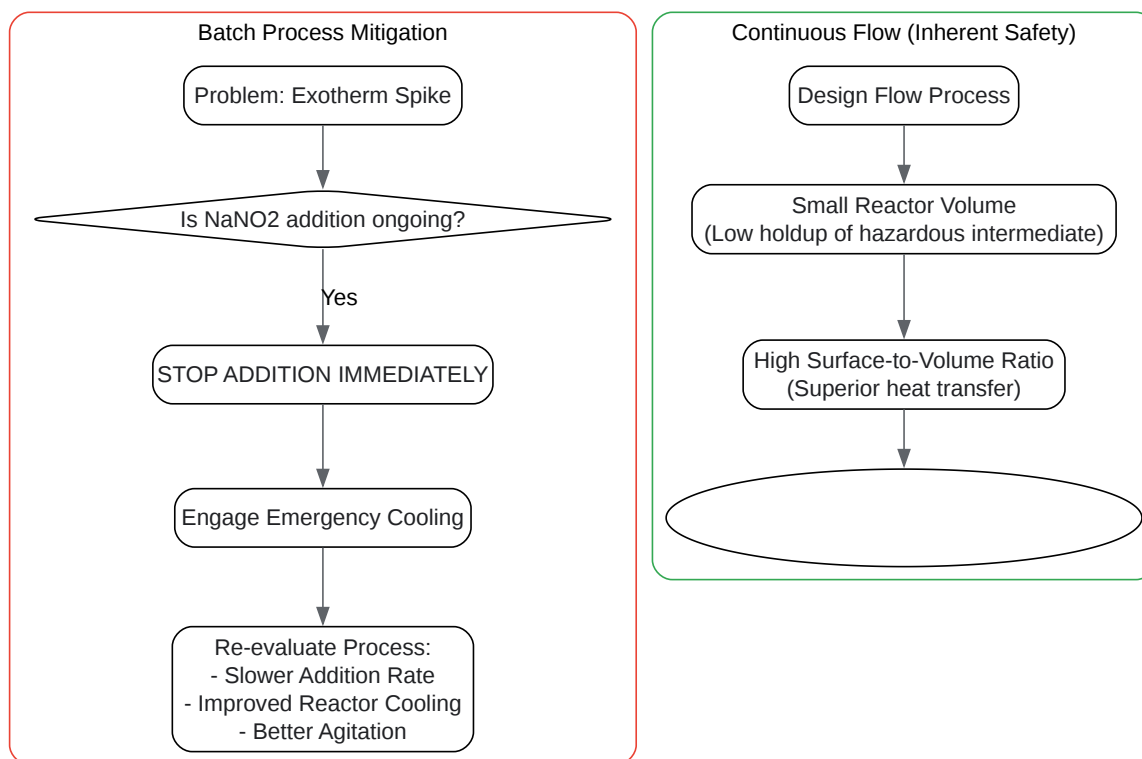 Batch Process Mitigation
Problem: Exotherm Spike
Is NaNO2 addition ongoing?
Yes
STOP ADDITION IMMEDIATELY
Engage Emergency Cooling
Re-evaluate Process:
- Slower Addition Rate
- Improved Reactor Cooling
- Better Agitation
Continuous Flow (Inherent Safety)
Design Flow Process
Small Reactor Volume
(Low holdup of hazardous intermediate)
High Surface-to-Volume Ratio
(Superior heat transfer)